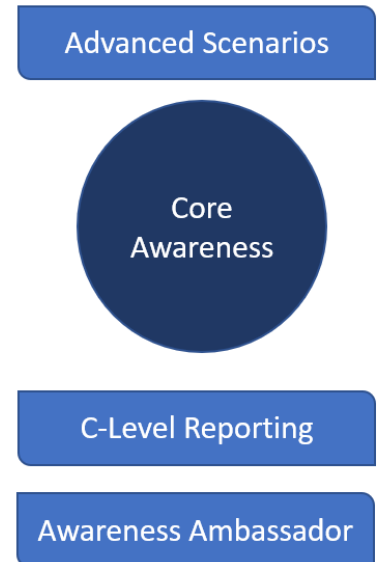 Advanced Scenarios
Core
Awareness
C-Level Reporting
Awareness Ambassador